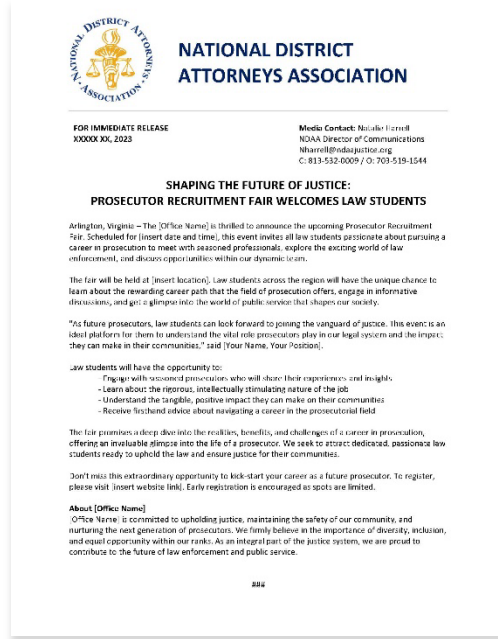 NATIONAL DISTRICT ATTORNEYS ASSOCIATION
NATIONAL DISTRICT
ATTORNEYS ASSOCIATION
FOR IMMEDIATE RELEASE
XXXXX XX, 2023
Media Contact: Natalie Harrell
NDAA Director of Communications
Nharrell@ndaajustice.org
C: 813-532-0009 / O: 703-519-1644
SHAPING THE FUTURE OF JUSTICE:
PROSECUTOR RECRUITMENT FAIR WELCOMES LAW STUDENTS
Arlington, Virginia – The [Office Name] is thrilled to announce the upcoming Prosecutor Recruitment
Fair. Scheduled for [insert date and time], this event invites all law students passionate about pursuing a
career in prosecution to meet with seasoned professionals, explore the exciting world of law
enforcement, and discuss opportunities within our dynamic team.
The fair will be held at [insert location]. Law students across the region will have the unique chance to
learn about the rewarding career path that the field of prosecution offers, engage in informative
discussions, and get a glimpse into the world of public service that shapes our society.
"As future prosecutors, law students can look forward to joining the vanguard of justice. This event is an
ideal platform for them to understand the vital role prosecutors play in our legal system and the impact
they can make in their communities," said [Your Name, Your Position].
Law students will have the opportunity to:
- Engage with seasoned prosecutors who will share their experiences and insights
- Learn about the rigorous, intellectually stimulating nature of the job
- Understand the tangible, positive impact they can make on their communities
- Receive firsthand advice about navigating a career in the prosecutorial field
The fair promises a deep dive into the realities, benefits, and challenges of a career in prosecution,
offering an invaluable glimpse into the life of a prosecutor. We seek to attract dedicated, passionate law
students ready to uphold the law and ensure justice for their communities.
Don't miss this extraordinary opportunity to kick-start your career as a future prosecutor. To register,
please visit [insert website link]. Early registration is encouraged as spots are limited.
About [Office Name]
[Office Name] is committed to upholding justice, maintaining the safety of our community, and
nurturing the next generation of prosecutors. We firmly believe in the importance of diversity, inclusion,
and equal opportunity within our ranks. As an integral part of the justice system, we are proud to
contribute to the future of law enforcement and public service.
###